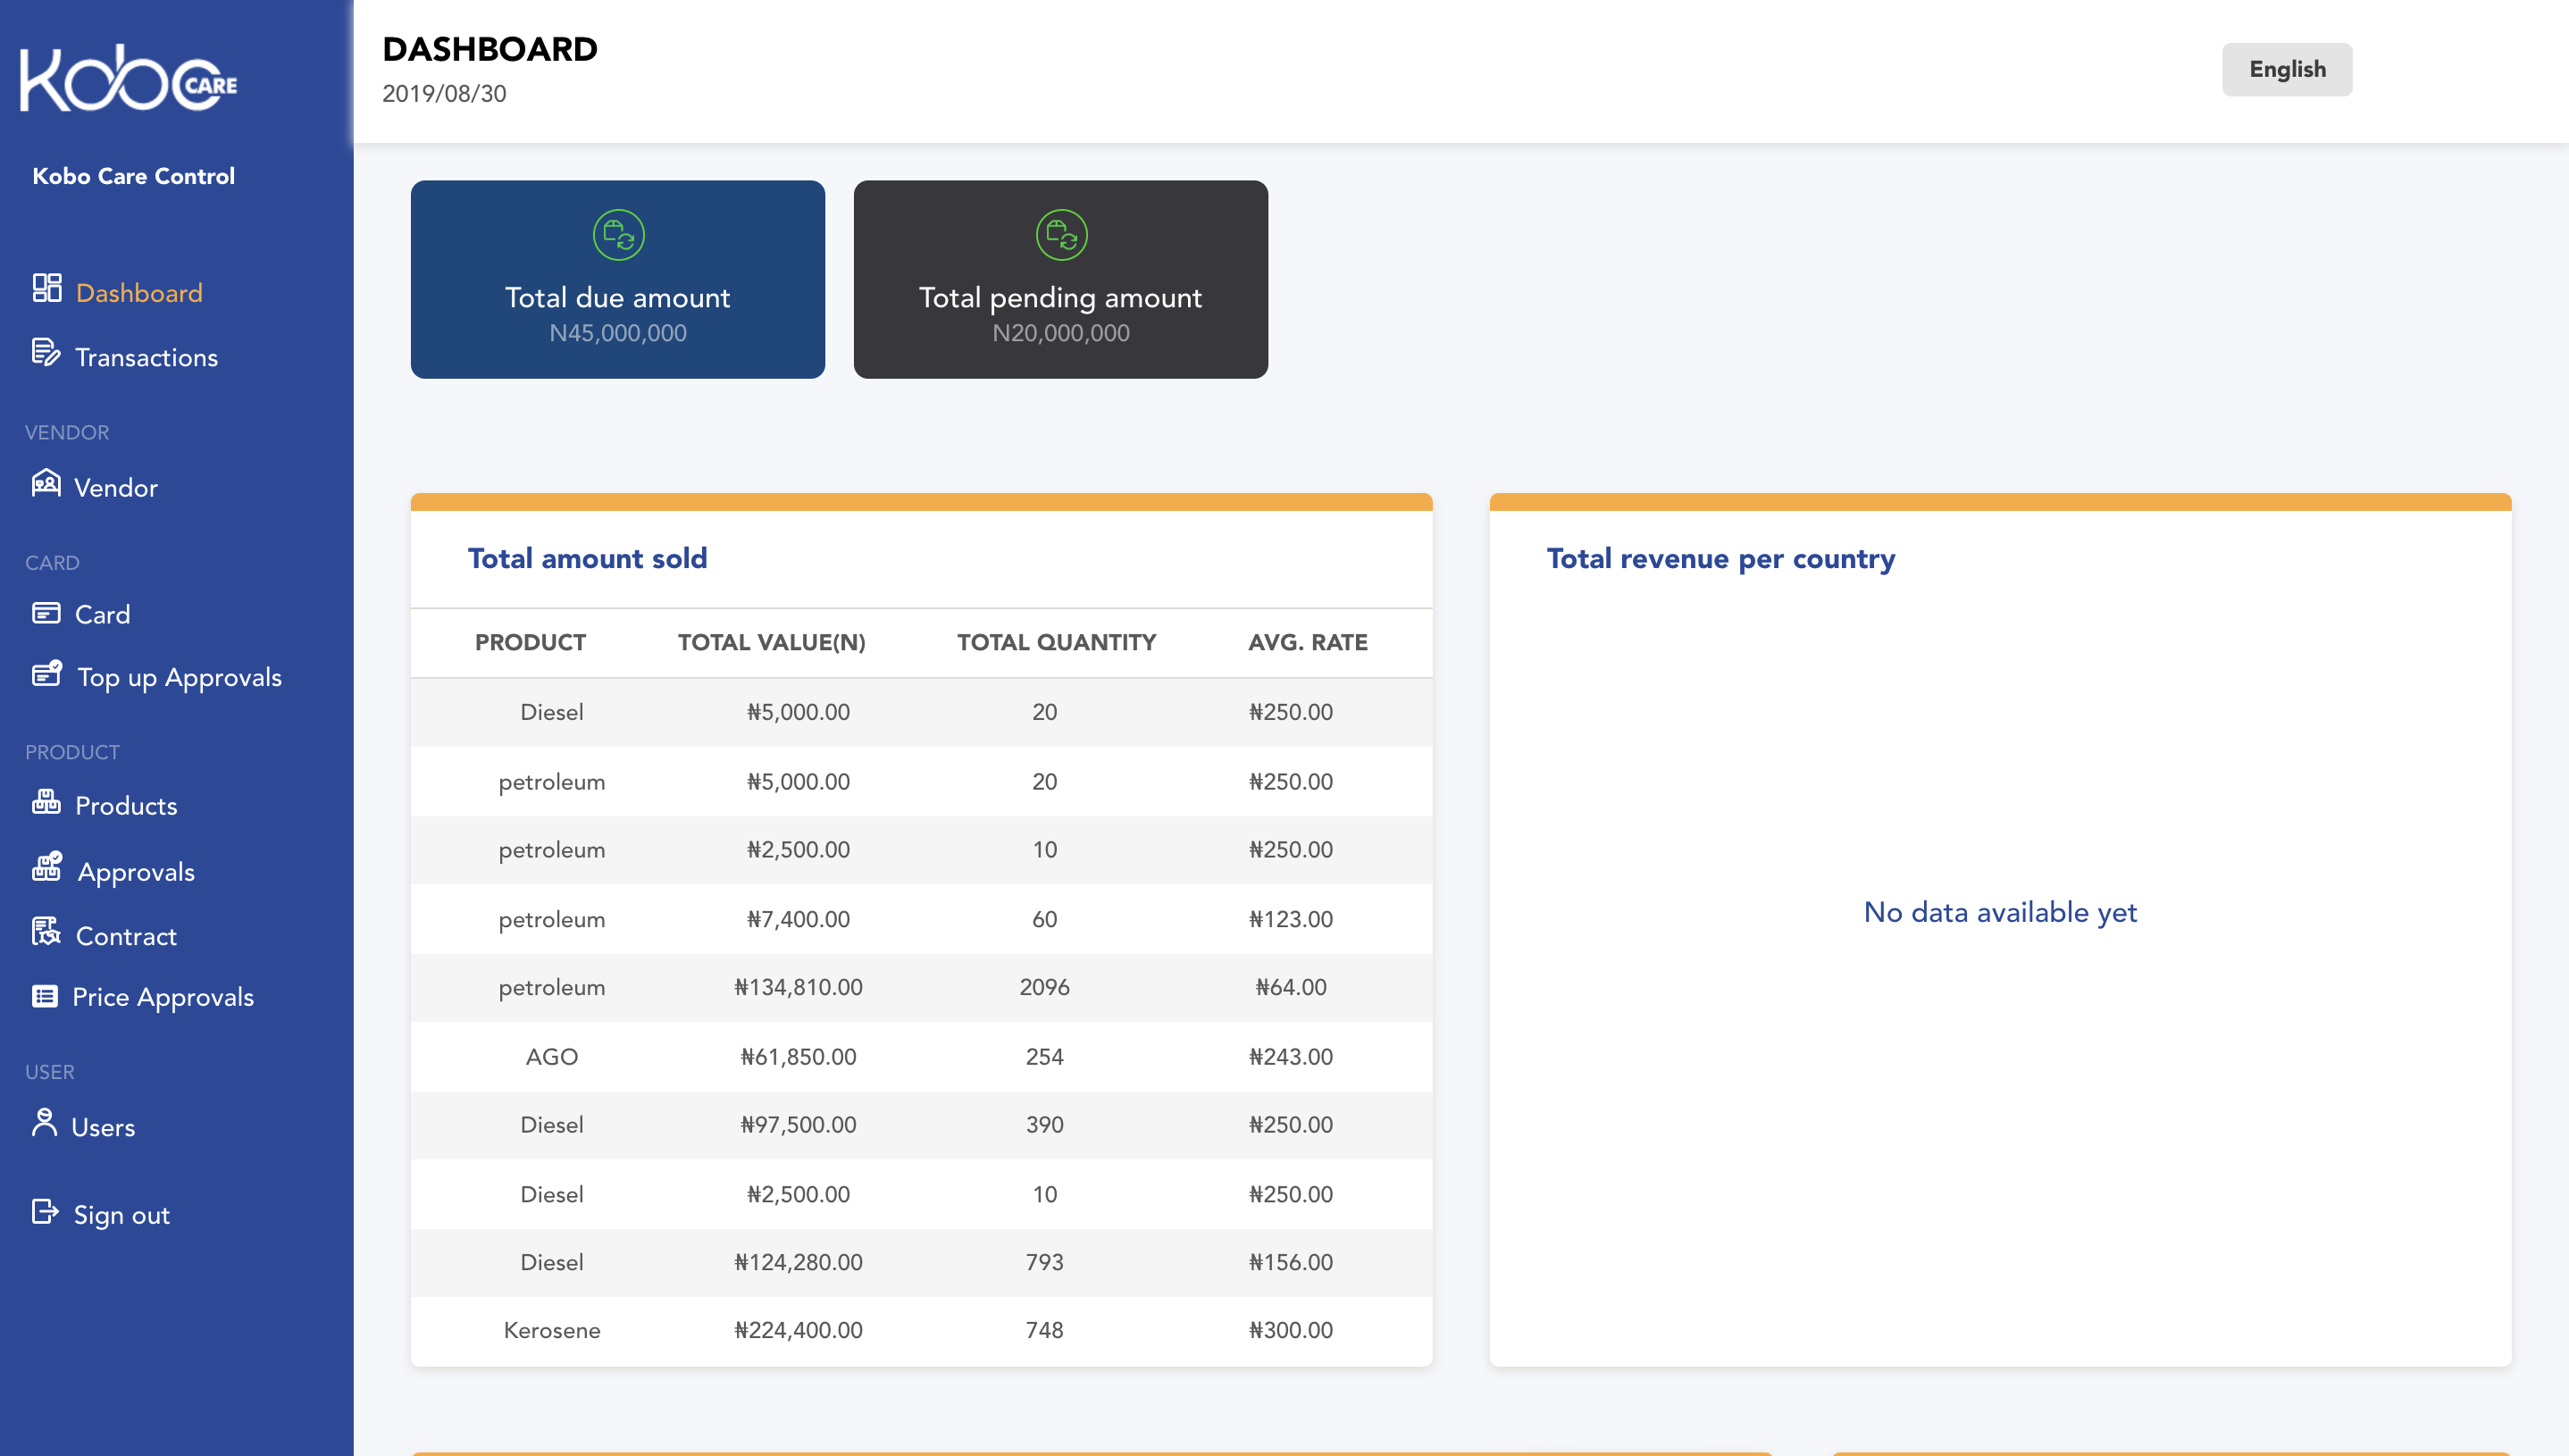 Kobo CARE
Kobo Care Control
Dashboard
Transactions
VENDOR
Vendor
CARD
Card
Top up Approvals
PRODUCT
Products
Approvals
Contract
Price Approvals
USER
Users
Sign out
DASHBOARD
2019/08/30
English
Total due amount
N45,000,000
Total pending amount
N20,000,000
Total amount sold
PRODUCT TOTAL VALUE(N) TOTAL QUANTITY AVG. RATE
Diesel ₦5,000.00 20 ₦250.00
petroleum ₦5,000.00 20 ₦250.00
petroleum ₦2,500.00 10 ₦250.00
petroleum ₦7,400.00 60 ₦123.00
petroleum ₦134,810.00 2096 ₦64.00
AGO ₦61,850.00 254 ₦243.00
Diesel ₦97,500.00 390 ₦250.00
Diesel ₦2,500.00 10 ₦250.00
Diesel ₦124,280.00 793 ₦156.00
Kerosene ₦224,400.00 748 ₦300.00
Total revenue per country
No data available yet